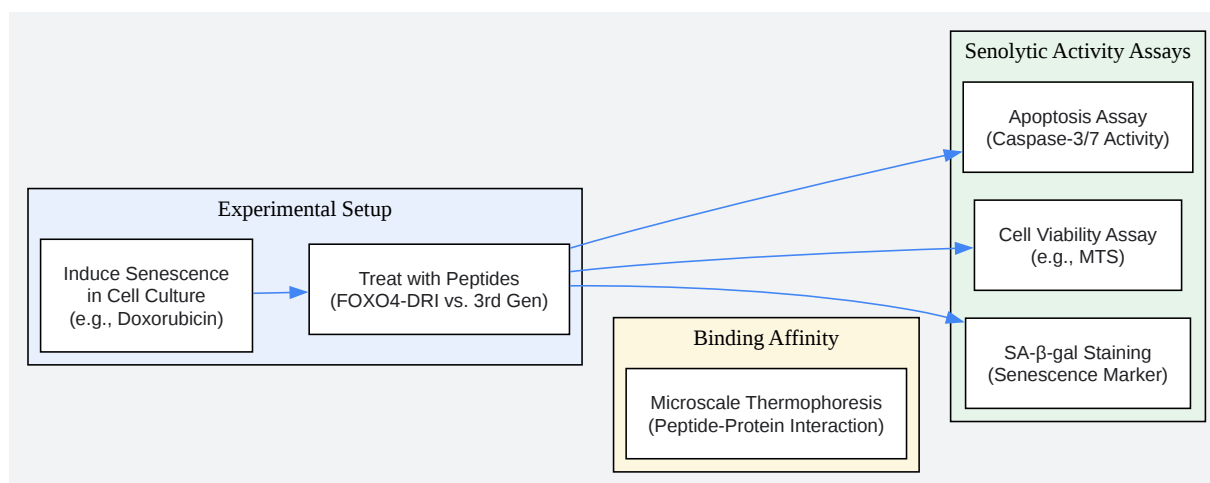 Experimental Setup
Induce Senescence
in Cell Culture
(e.g., Doxorubicin)
Treat with Peptides
(FOXO4-DRI vs. 3rd Gen)
Binding Affinity
Microscale Thermophoresis
(Peptide-Protein Interaction)
Senolytic Activity Assays
Apoptosis Assay
(Caspase-3/7 Activity)
Cell Viability Assay
(e.g., MTS)
SA-β-gal Staining
(Senescence Marker)